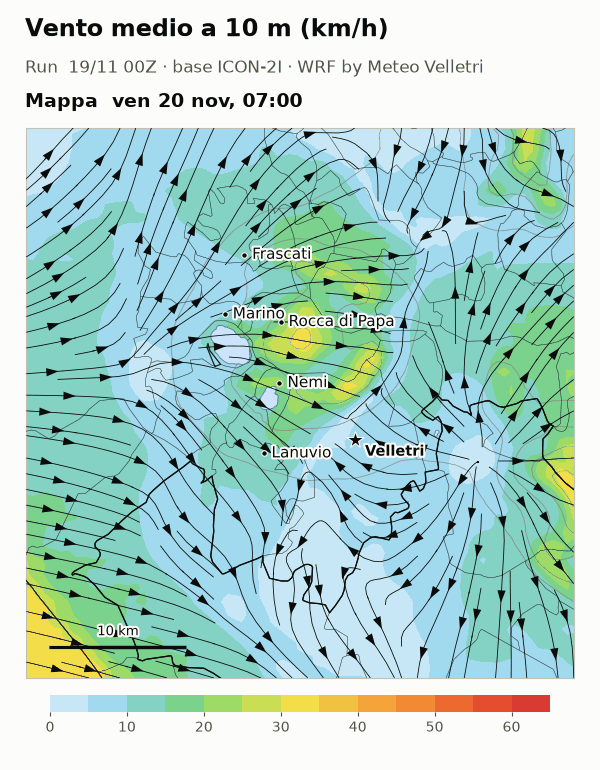 Vento medio a 10 m (km/h)
Run 19/11 00Z · base ICON-2I · WRF by Meteo Velletri
Mappa ven 20 nov, 07:00
Frascati
Marino
Rocca di Papa
Nemi
Velletri
Lanuvio
10 km
0 10 20 30 40 50 60